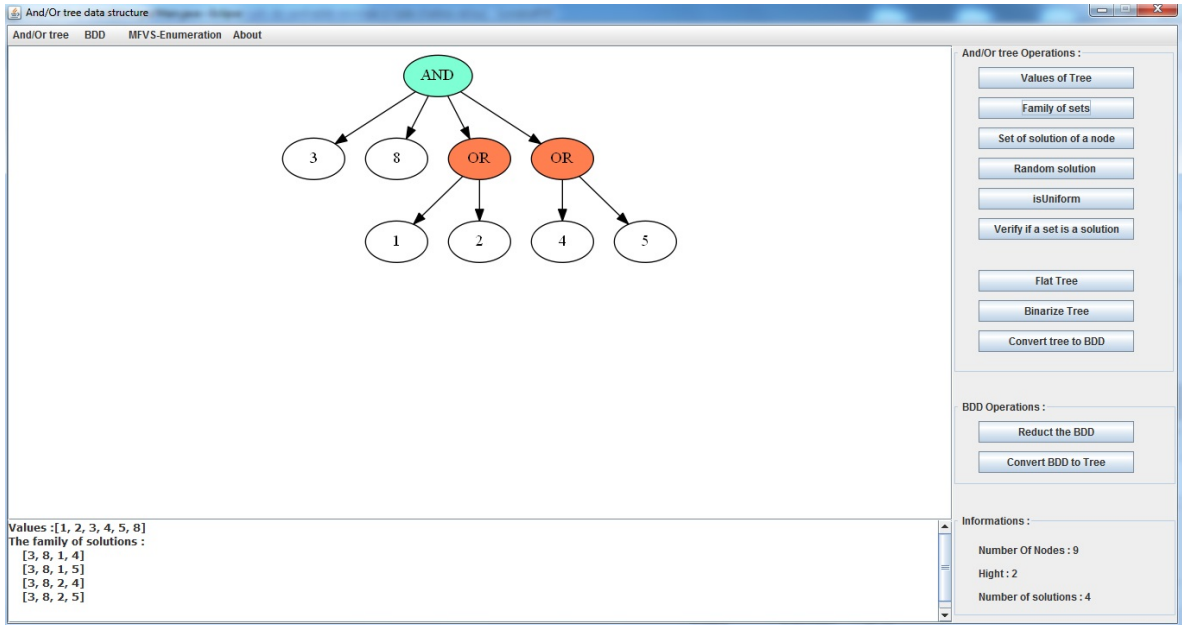 And/Or tree data structure
And/Or tree BDD MFVS-Enumeration About
AND
3 8 OR OR
1 2 4 5
And/Or tree Operations :
Values of Tree
Family of sets
Set of solution of a node
Random solution
isUniform
Verify if a set is a solution
Flat Tree
Binarize Tree
Convert tree to BDD
BDD Operations :
Reduct the BDD
Convert BDD to Tree
Values :[1, 2, 3, 4, 5, 8]
The family of solutions :
[3, 8, 1, 4]
[3, 8, 1, 5]
[3, 8, 2, 4]
[3, 8, 2, 5]
Informations :
Number Of Nodes : 9
Hight : 2
Number of solutions : 4